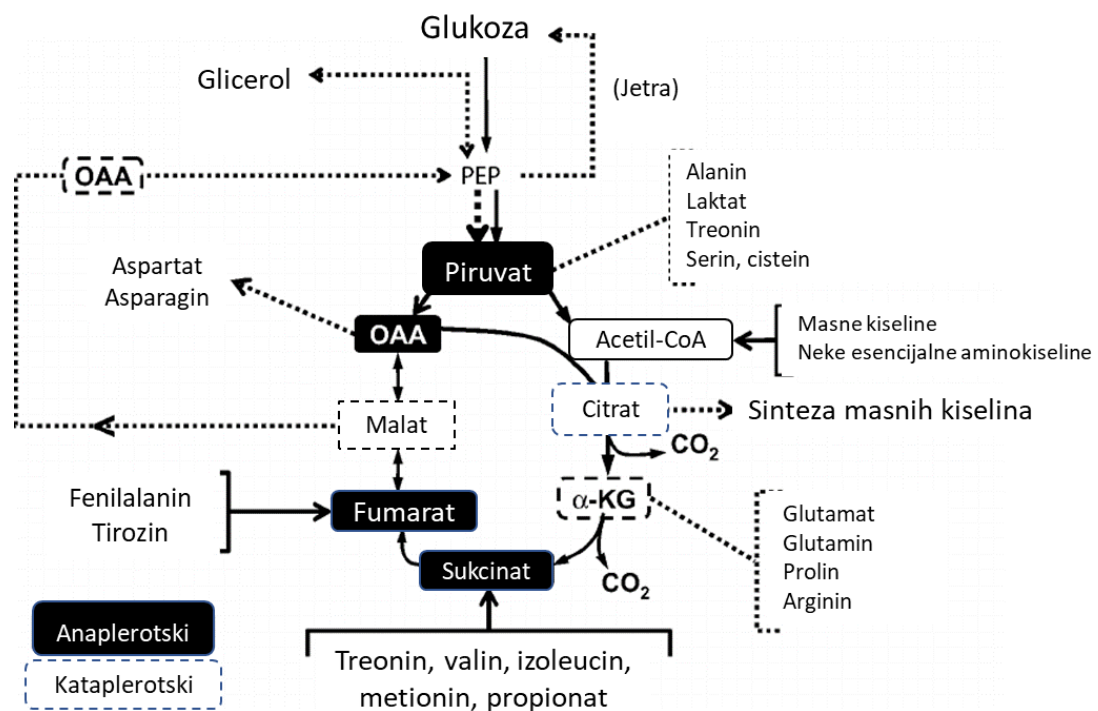 Glukoza
Glicerol
(Jetra)
OAA
PEP
Alanin
Laktat
Treonin
Serin, cistein
Piruvat
Aspartat
Asparagin
OAA
Acetil-CoA
Masne kiseline
Neke esencijalne aminokiseline
Malat
Citrat
Sinteza masnih kiselina
CO2
Fenilalanin
Tirozin
Fumarat
α-KG
Glutamat
Glutamin
Prolin
Arginin
Sukcinat
CO2
Anaplerotski
Kataplerotski
Treonin, valin, izoleucin,
metionin, propionat